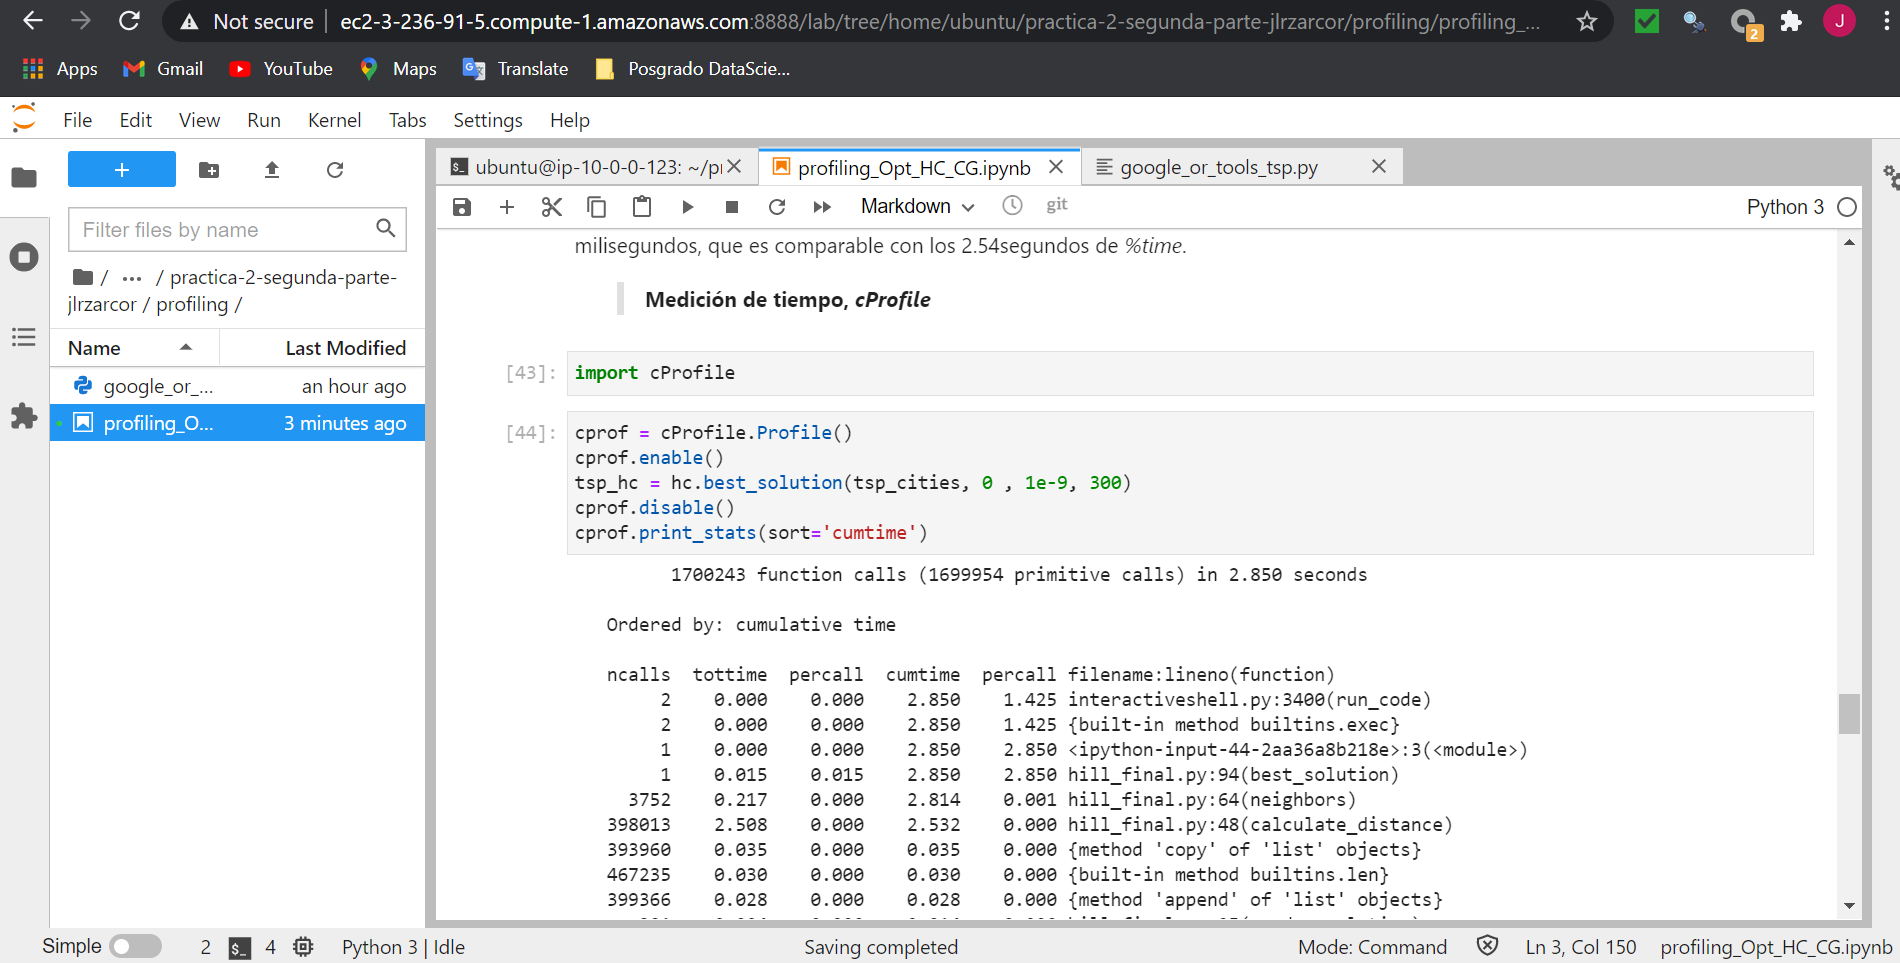 Not secure | ec2-3-236-91-5.compute-1.amazonaws.com:8888/lab/tree/home/ubuntu/practica-2-segunda-parte-jlrzarcor/profiling/profiling_...
2
J
Apps Gmail YouTube Maps Translate Posgrado DataScie...
File Edit View Run Kernel Tabs Settings Help
+
Filter files by name
/ ... / practica-2-segunda-parte-
jlrzarcor / profiling /
Name Last Modified
google_or_... an hour ago
profiling_O... 3 minutes ago
ubuntu@ip-10-0-0-123: ~/pr profiling_Opt_HC_CG.ipynb google_or_tools_tsp.py
Markdown git Python 3
milisegundos, que es comparable con los 2.54segundos de %time.
Medición de tiempo, cProfile
[43]: import cProfile
[44]: cprof = cProfile.Profile()
cprof.enable()
tsp_hc = hc.best_solution(tsp_cities, 0 , 1e-9, 300)
cprof.disable()
cprof.print_stats(sort='cumtime')
1700243 function calls (1699954 primitive calls) in 2.850 seconds
Ordered by: cumulative time
ncalls tottime percall cumtime percall filename:lineno(function)
2 0.000 0.000 2.850 1.425 interactiveshell.py:3400(run_code)
2 0.000 0.000 2.850 1.425 {built-in method builtins.exec}
1 0.000 0.000 2.850 2.850 <ipython-input-44-2aa36a8b218e>:3(<module>)
1 0.015 0.015 2.850 2.850 hill_final.py:94(best_solution)
3752 0.217 0.000 2.814 0.001 hill_final.py:64(neighbors)
398013 2.508 0.000 2.532 0.000 hill_final.py:48(calculate_distance)
393960 0.035 0.000 0.035 0.000 {method 'copy' of 'list' objects}
467235 0.030 0.000 0.030 0.000 {built-in method builtins.len}
399366 0.028 0.000 0.028 0.000 {method 'append' of 'list' objects}
Simple 2 $_ 4 Python 3 | Idle Saving completed Mode: Command Ln 3, Col 150 profiling_Opt_HC_CG.ipynb